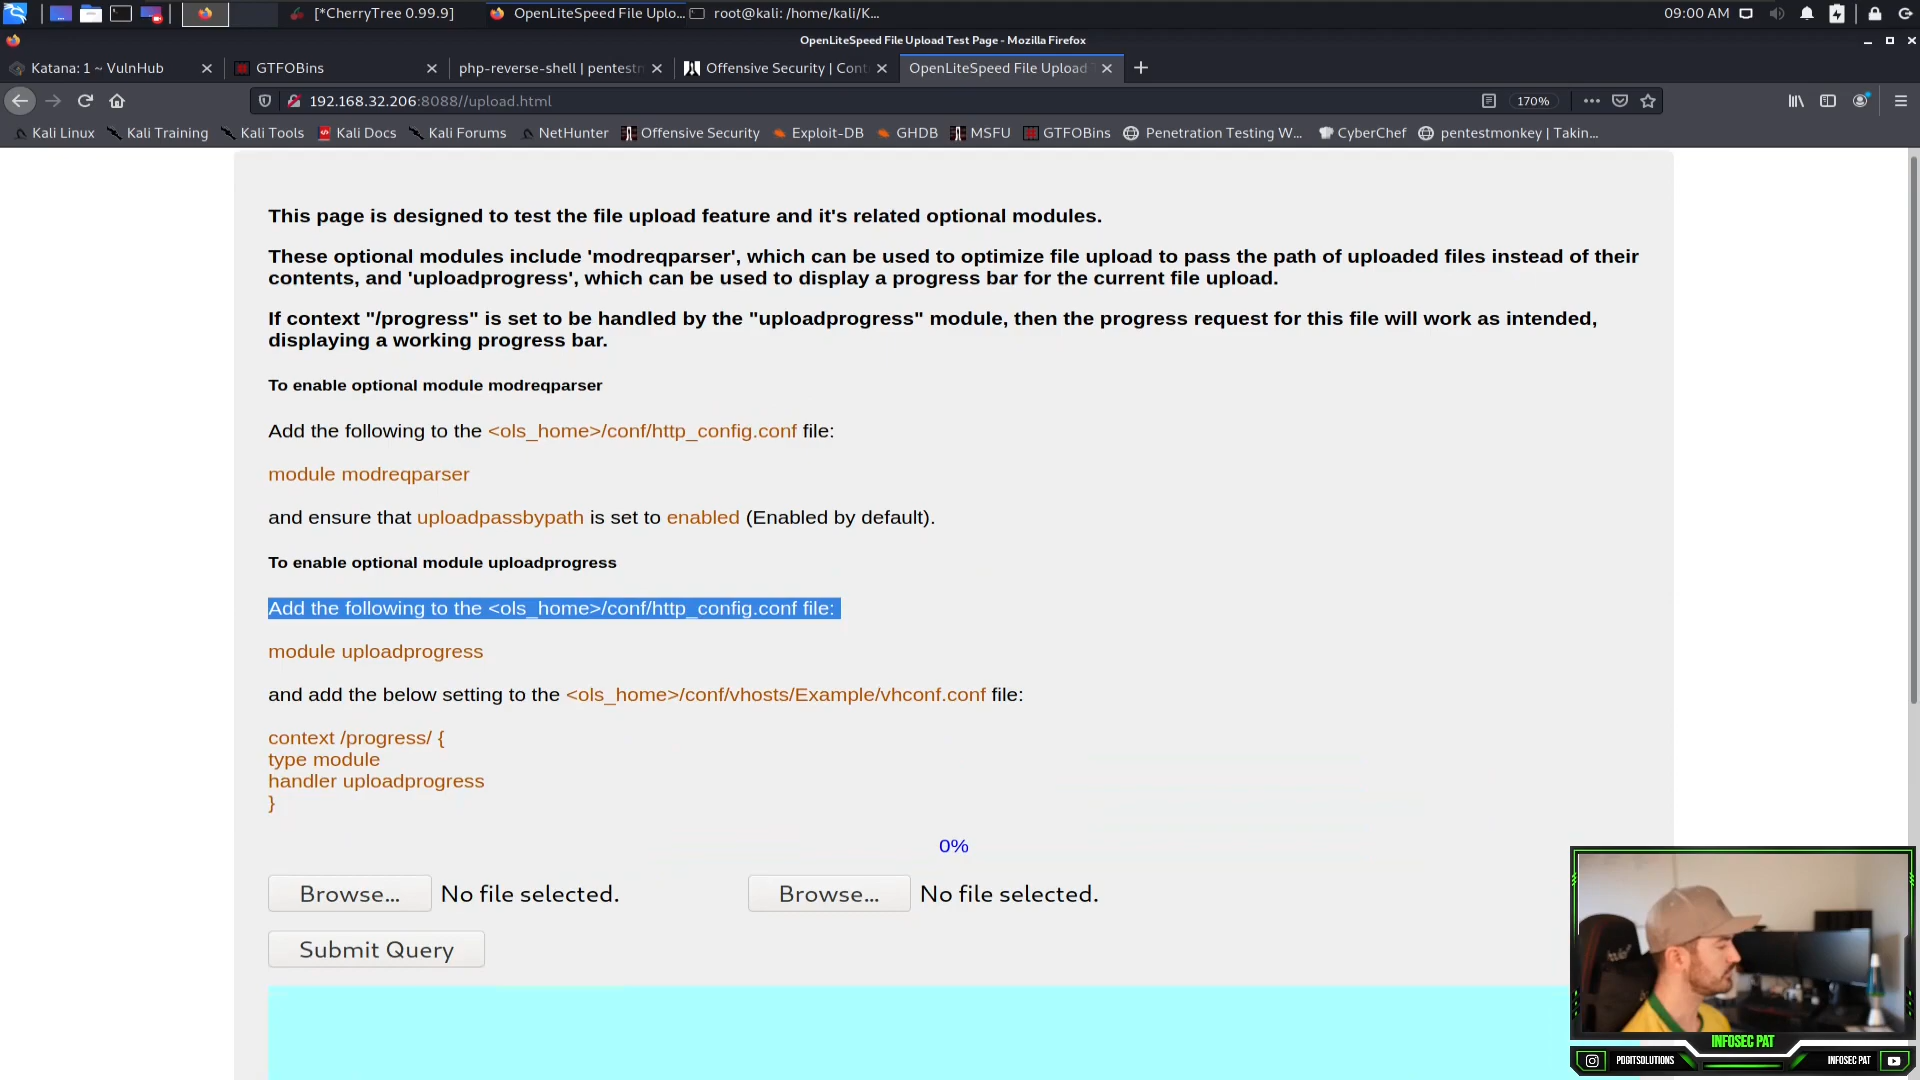 [*CherryTree 0.99.9]
OpenLiteSpeed File Uplo...
root@kali: /home/kali/K...
09:00 AM
OpenLiteSpeed File Upload Test Page - Mozilla Firefox
Katana: 1 ~ VulnHub
GTFOBins
php-reverse-shell | pentestm
Offensive Security | Cont
OpenLiteSpeed File Upload T
192.168.32.206:8088//upload.html
170%
Kali Linux
Kali Training
Kali Tools
Kali Docs
Kali Forums
NetHunter
Offensive Security
Exploit-DB
GHDB
MSFU
GTFOBins
Penetration Testing W...
CyberChef
pentestmonkey | Takin...
This page is designed to test the file upload feature and it's related optional modules.
These optional modules include 'modreqparser', which can be used to optimize file upload to pass the path of uploaded files instead of their
contents, and 'uploadprogress', which can be used to display a progress bar for the current file upload.
If context "/progress" is set to be handled by the "uploadprogress" module, then the progress request for this file will work as intended,
displaying a working progress bar.
To enable optional module modreqparser
Add the following to the <ols_home>/conf/http_config.conf file:
module modreqparser
and ensure that uploadpassbypath is set to enabled (Enabled by default).
To enable optional module uploadprogress
Add the following to the <ols_home>/conf/http_config.conf file:
module uploadprogress
and add the below setting to the <ols_home>/conf/vhosts/Example/vhconf.conf file:
context /progress/ {
type module
handler uploadprogress
}
0%
Browse... No file selected.
Browse... No file selected.
Submit Query
INFOSEC PAT
PDDITSOLUTIONS
INFOSEC PAT